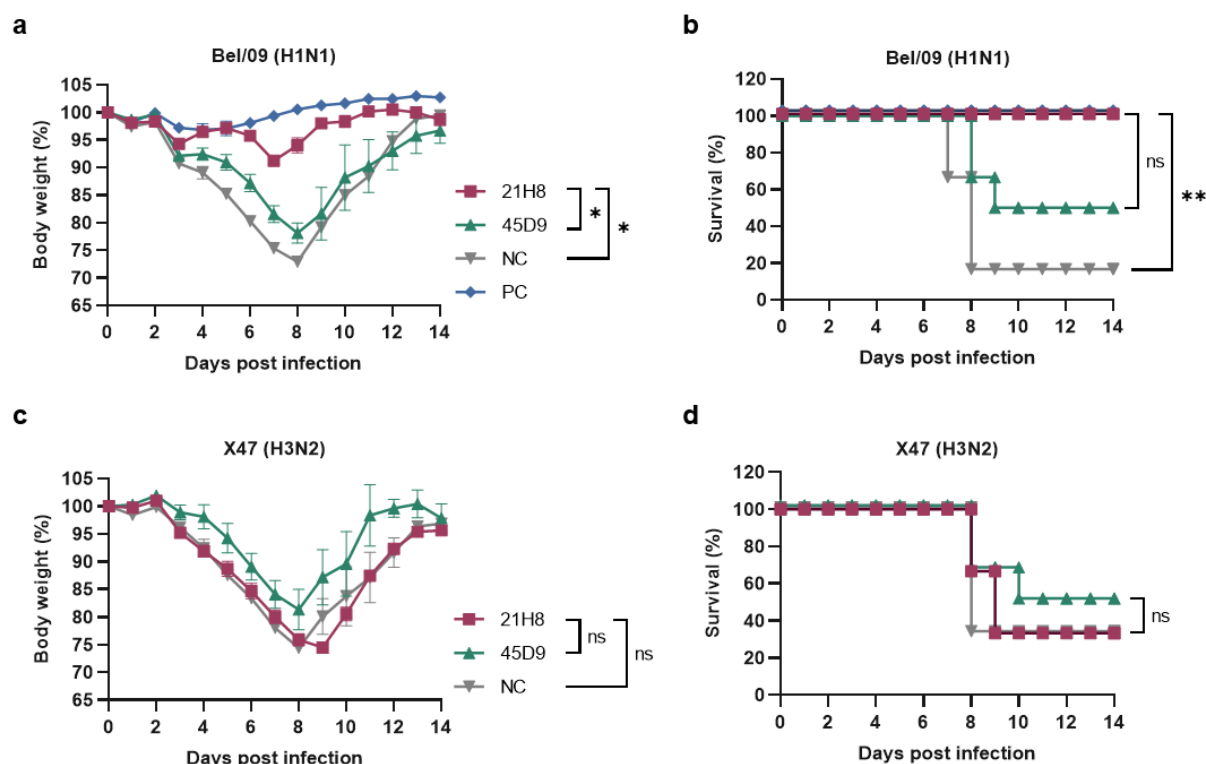 a
Bel/09 (H1N1)
Body weight (%)
105
100
95
90
85
80
75
70
65
0 2 4 6 8 10 12 14
Days post infection
21H8
45D9
NC
PC
*
*
b
Bel/09 (H1N1)
Survival (%)
120
100
80
60
40
20
0
0 2 4 6 8 10 12 14
Days post infection
ns
**
c
X47 (H3N2)
Body weight (%)
105
100
95
90
85
80
75
70
65
0 2 4 6 8 10 12 14
Days post infection
21H8
45D9
NC
ns
ns
d
X47 (H3N2)
Survival (%)
120
100
80
60
40
20
0
0 2 4 6 8 10 12 14
Days post infection
ns